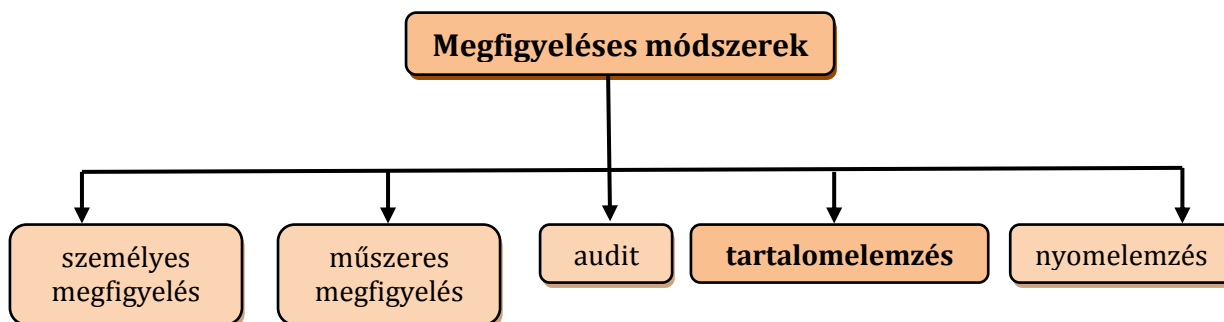 Megfigyeléses módszerek
személyes
megfigyelés
műszeres
megfigyelés
audit
tartalomelemzés
nyomelemzés